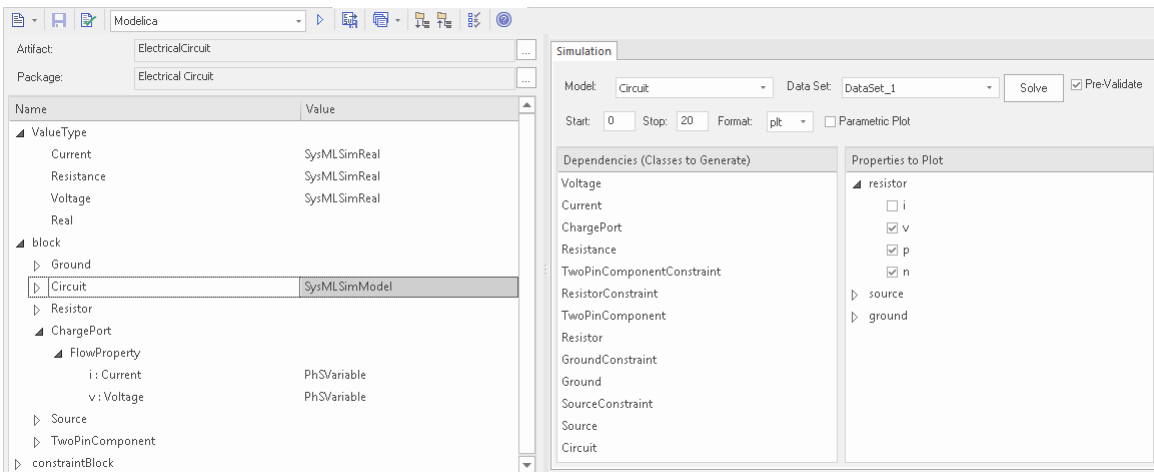 Modelica
Artifact: ElectricalCircuit ...
Package: Electrical Circuit ...
Name Value
ValueType
Current SysMLSimReal
Resistance SysMLSimReal
Voltage SysMLSimReal
Real
block
Ground
Circuit SysMLSimModel
Resistor
ChargePort
FlowProperty
i : Current PhSVariable
v : Voltage PhSVariable
Source
TwoPinComponent
constraintBlock
Simulation
Model: Circuit Data Set: DataSet_1 Solve Pre-Validate
Start: 0 Stop: 20 Format: plt Parametric Plot
Dependencies (Classes to Generate)
Voltage
Current
ChargePort
Resistance
TwoPinComponentConstraint
ResistorConstraint
TwoPinComponent
Resistor
GroundConstraint
Ground
SourceConstraint
Source
Circuit
Properties to Plot
resistor
i
v
p
n
source
ground